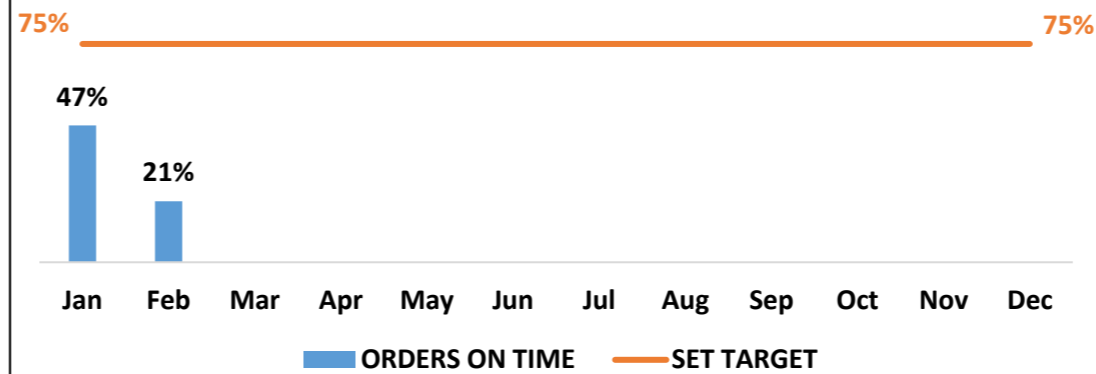 75% 75%
47%
21%
Jan Feb Mar Apr May Jun Jul Aug Sep Oct Nov Dec
ORDERS ON TIME SET TARGET